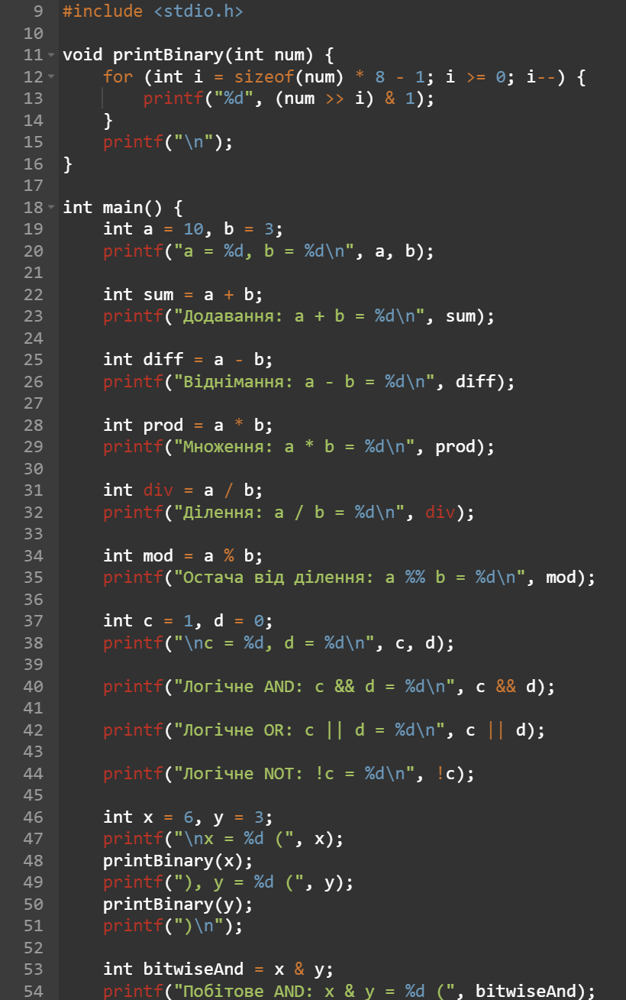 9 #include <stdio.h>
10
11 void printBinary(int num) {
12     for (int i = sizeof(num) * 8 - 1; i >= 0; i--) {
13         printf("%d", (num >> i) & 1);
14     }
15     printf("\n");
16 }
17
18 int main() {
19     int a = 10, b = 3;
20     printf("a = %d, b = %d\n", a, b);
21
22     int sum = a + b;
23     printf("Додавання: a + b = %d\n", sum);
24
25     int diff = a - b;
26     printf("Віднімання: a - b = %d\n", diff);
27
28     int prod = a * b;
29     printf("Множення: a * b = %d\n", prod);
30
31     int div = a / b;
32     printf("Ділення: a / b = %d\n", div);
33
34     int mod = a % b;
35     printf("Остача від ділення: a %% b = %d\n", mod);
36
37     int c = 1, d = 0;
38     printf("\nc = %d, d = %d\n", c, d);
39
40     printf("Логічне AND: c && d = %d\n", c && d);
41
42     printf("Логічне OR: c || d = %d\n", c || d);
43
44     printf("Логічне NOT: !c = %d\n", !c);
45
46     int x = 6, y = 3;
47     printf("\nx = %d (", x);
48     printBinary(x);
49     printf("), y = %d (", y);
50     printBinary(y);
51     printf(")\n");
52
53     int bitwiseAnd = x & y;
54     printf("Побітове AND: x & y = %d (", bitwiseAnd);